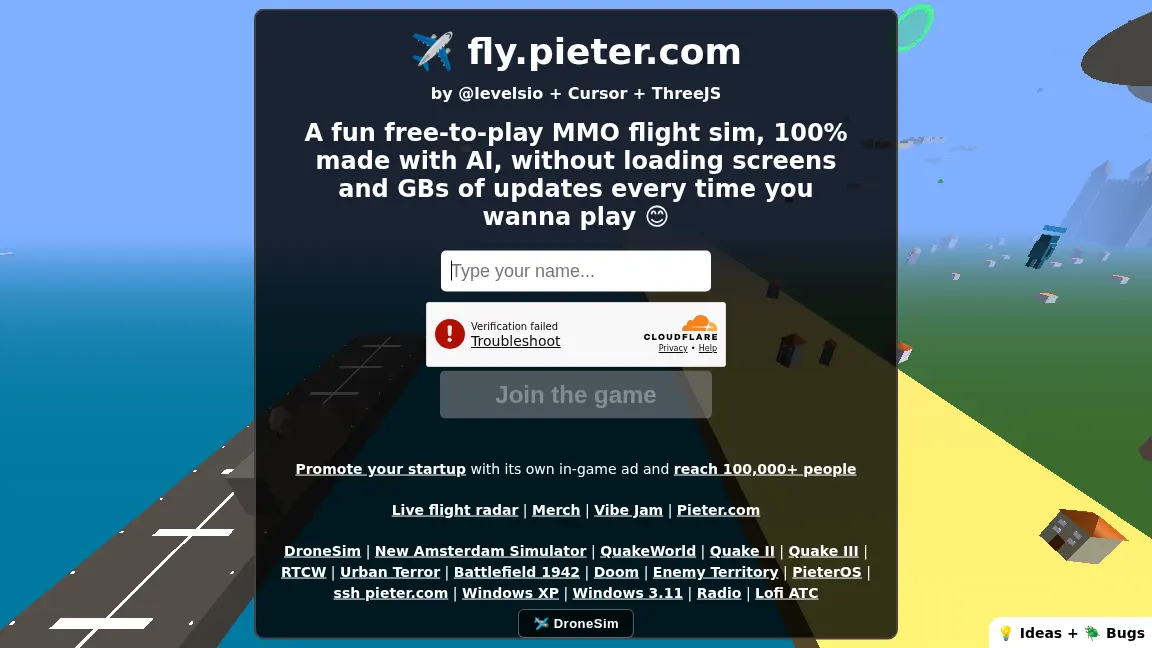 ✈️ fly.pieter.com
by @levelsio + Cursor + ThreeJS
A fun free-to-play MMO flight sim, 100%
made with AI, without loading screens
and GBs of updates every time you
wanna play 😊
Type your name...
Verification failed
Troubleshoot
CLOUDFLARE
Privacy • Help
Join the game
Promote your startup with its own in-game ad and reach 100,000+ people
Live flight radar | Merch | Vibe Jam | Pieter.com
DroneSim | New Amsterdam Simulator | QuakeWorld | Quake II | Quake III |
RTCW | Urban Terror | Battlefield 1942 | Doom | Enemy Territory | PieterOS |
ssh pieter.com | Windows XP | Windows 3.11 | Radio | Lofi ATC
DroneSim
💡 Ideas + 🪲 Bugs